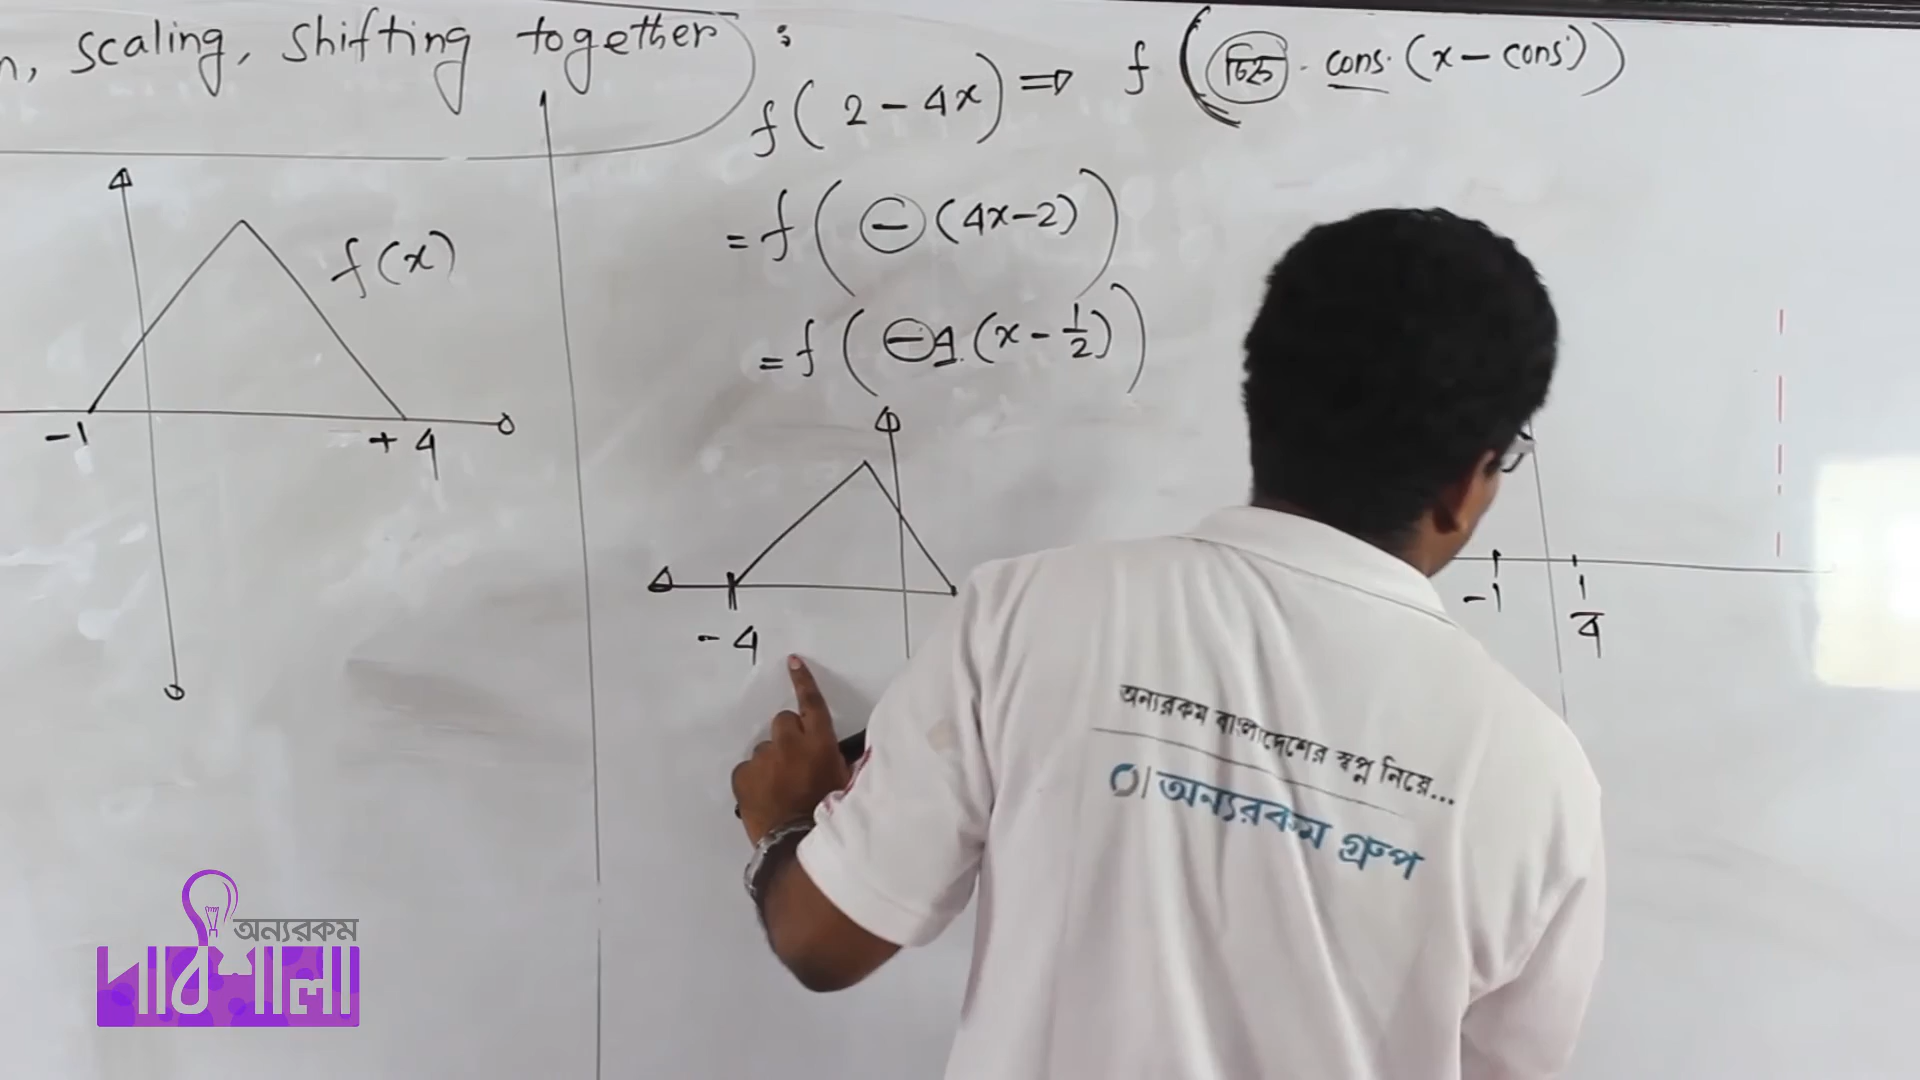 n, scaling, shifting together :
f(2-4x) ⇒ f(চিহ্ন . cons. (x-cons))
= f(-(4x-2))
= f(-4.(x-1/2))
f(x)
-1
+4
-4
-1
1/4
অন্যরকম বাংলাদেশের স্বপ্ন নিয়ে...
অন্যরকম গ্রুপ
অন্যরকম
পাঠশালা